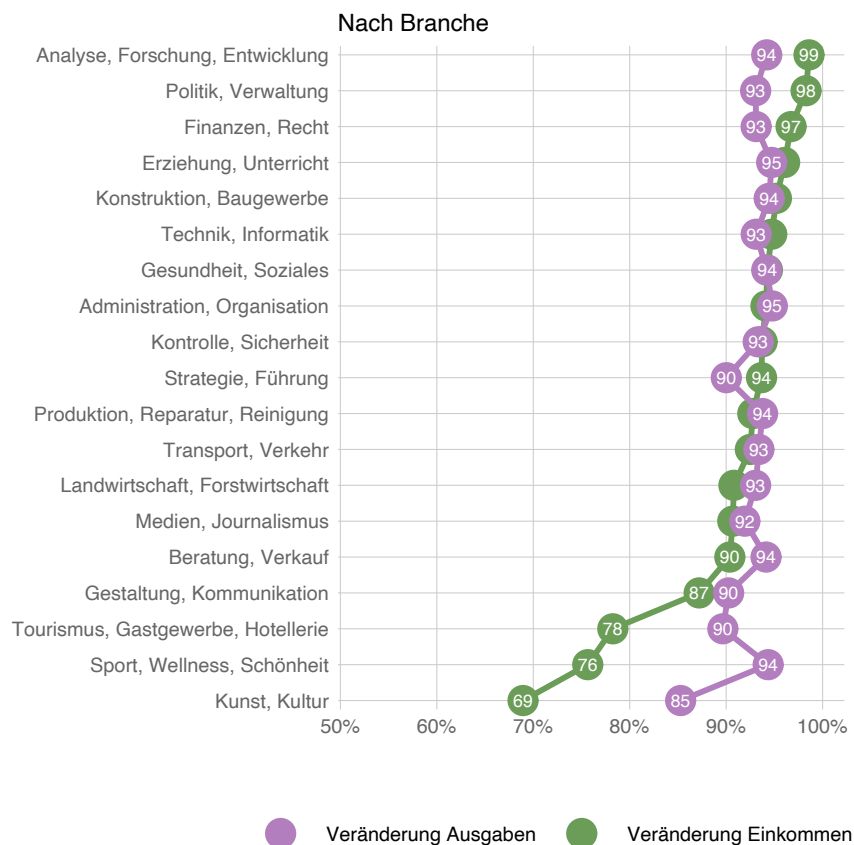 Nach Branche
Analyse, Forschung, Entwicklung 94 99
Politik, Verwaltung 93 98
Finanzen, Recht 93 97
Erziehung, Unterricht 95
Konstruktion, Baugewerbe 94
Technik, Informatik 93
Gesundheit, Soziales 94
Administration, Organisation 95
Kontrolle, Sicherheit 93
Strategie, Führung 90 94
Produktion, Reparatur, Reinigung 94
Transport, Verkehr 93
Landwirtschaft, Forstwirtschaft 93
Medien, Journalismus 92
Beratung, Verkauf 90 94
Gestaltung, Kommunikation 87 90
Tourismus, Gastgewerbe, Hotellerie 78 90
Sport, Wellness, Schönheit 76 94
Kunst, Kultur 69 85
50% 60% 70% 80% 90% 100%
Veränderung Ausgaben Veränderung Einkommen